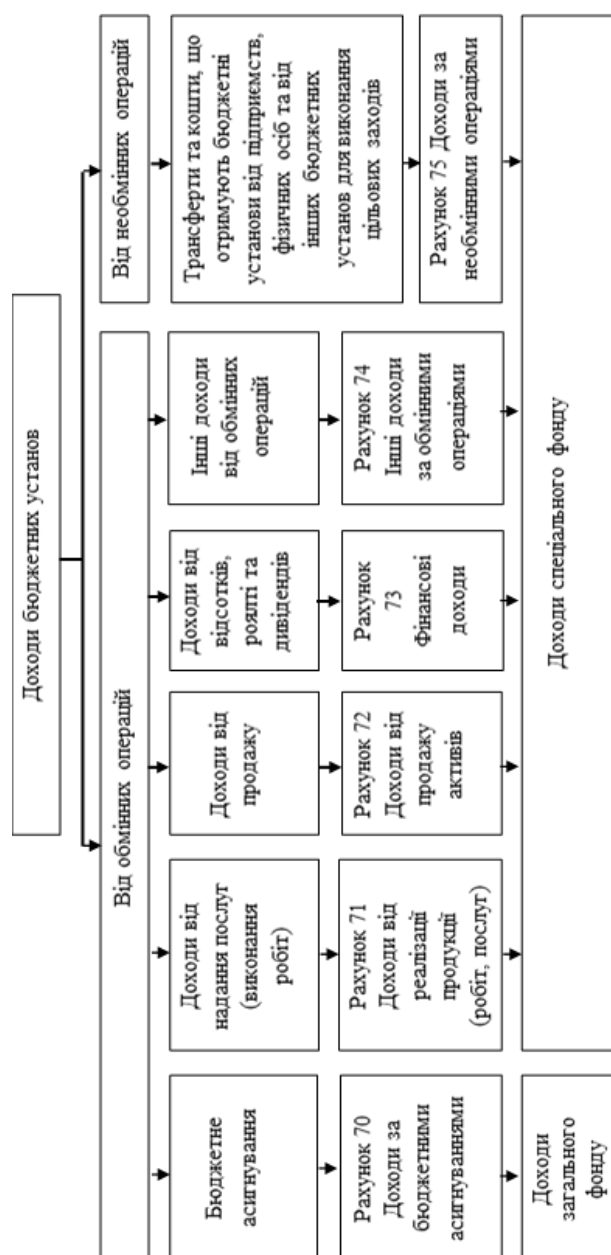 Доходи бюджетних установ
Від обмінних операцій
Від необмінних операцій
Бюджетне
асигнування
Доходи від
надання послуг
(виконання
робіт)
Доходи від
продажу
Доходи від
відсотків,
роялті та
дивидендів
Інші доходи
від обмінних
операцій
Трансферти та кошти, що
отримують бюджетні
установи від підприємств,
фізичних осіб та від
інших бюджетних
установ для виконання
цільових заходів
Рахунок 70
Доходи за
бюджетними
асигнуваннями
Рахунок 71
Доходи від
реалізації
продукції
(робіт, послуг)
Рахунок 72
Доходи від
продажу
активів
Рахунок
73
Фінансові
доходи
Рахунок 74
Інші доходи
за обмінними
операціями
Рахунок 75 Доходи за
необмінними операціями
Доходи
загального
фонду
Доходи спеціального фонду